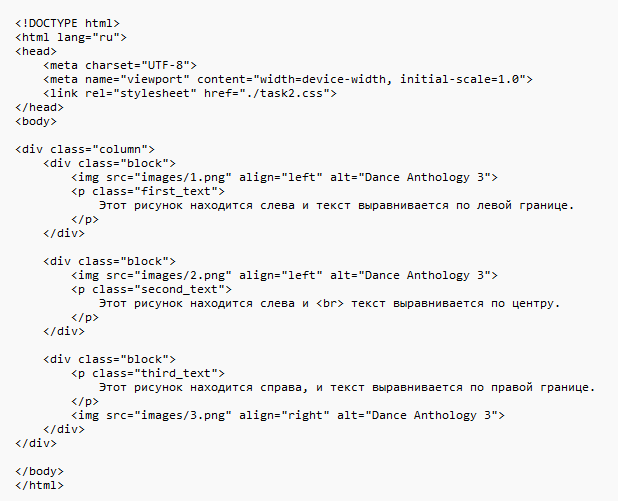 <!DOCTYPE html>
<html lang="ru">
<head>
    <meta charset="UTF-8">
    <meta name="viewport" content="width=device-width, initial-scale=1.0">
    <link rel="stylesheet" href="./task2.css">
</head>
<body>

<div class="column">
    <div class="block">
        <img src="images/1.png" align="left" alt="Dance Anthology 3">
        <p class="first_text">
            Этот рисунок находится слева и текст выравнивается по левой границе.
        </p>
    </div>

    <div class="block">
        <img src="images/2.png" align="left" alt="Dance Anthology 3">
        <p class="second_text">
            Этот рисунок находится слева и <br> текст выравнивается по центру.
        </p>
    </div>

    <div class="block">
        <p class="third_text">
            Этот рисунок находится справа, и текст выравнивается по правой границе.
        </p>
        <img src="images/3.png" align="right" alt="Dance Anthology 3">
    </div>
</div>

</body>
</html>